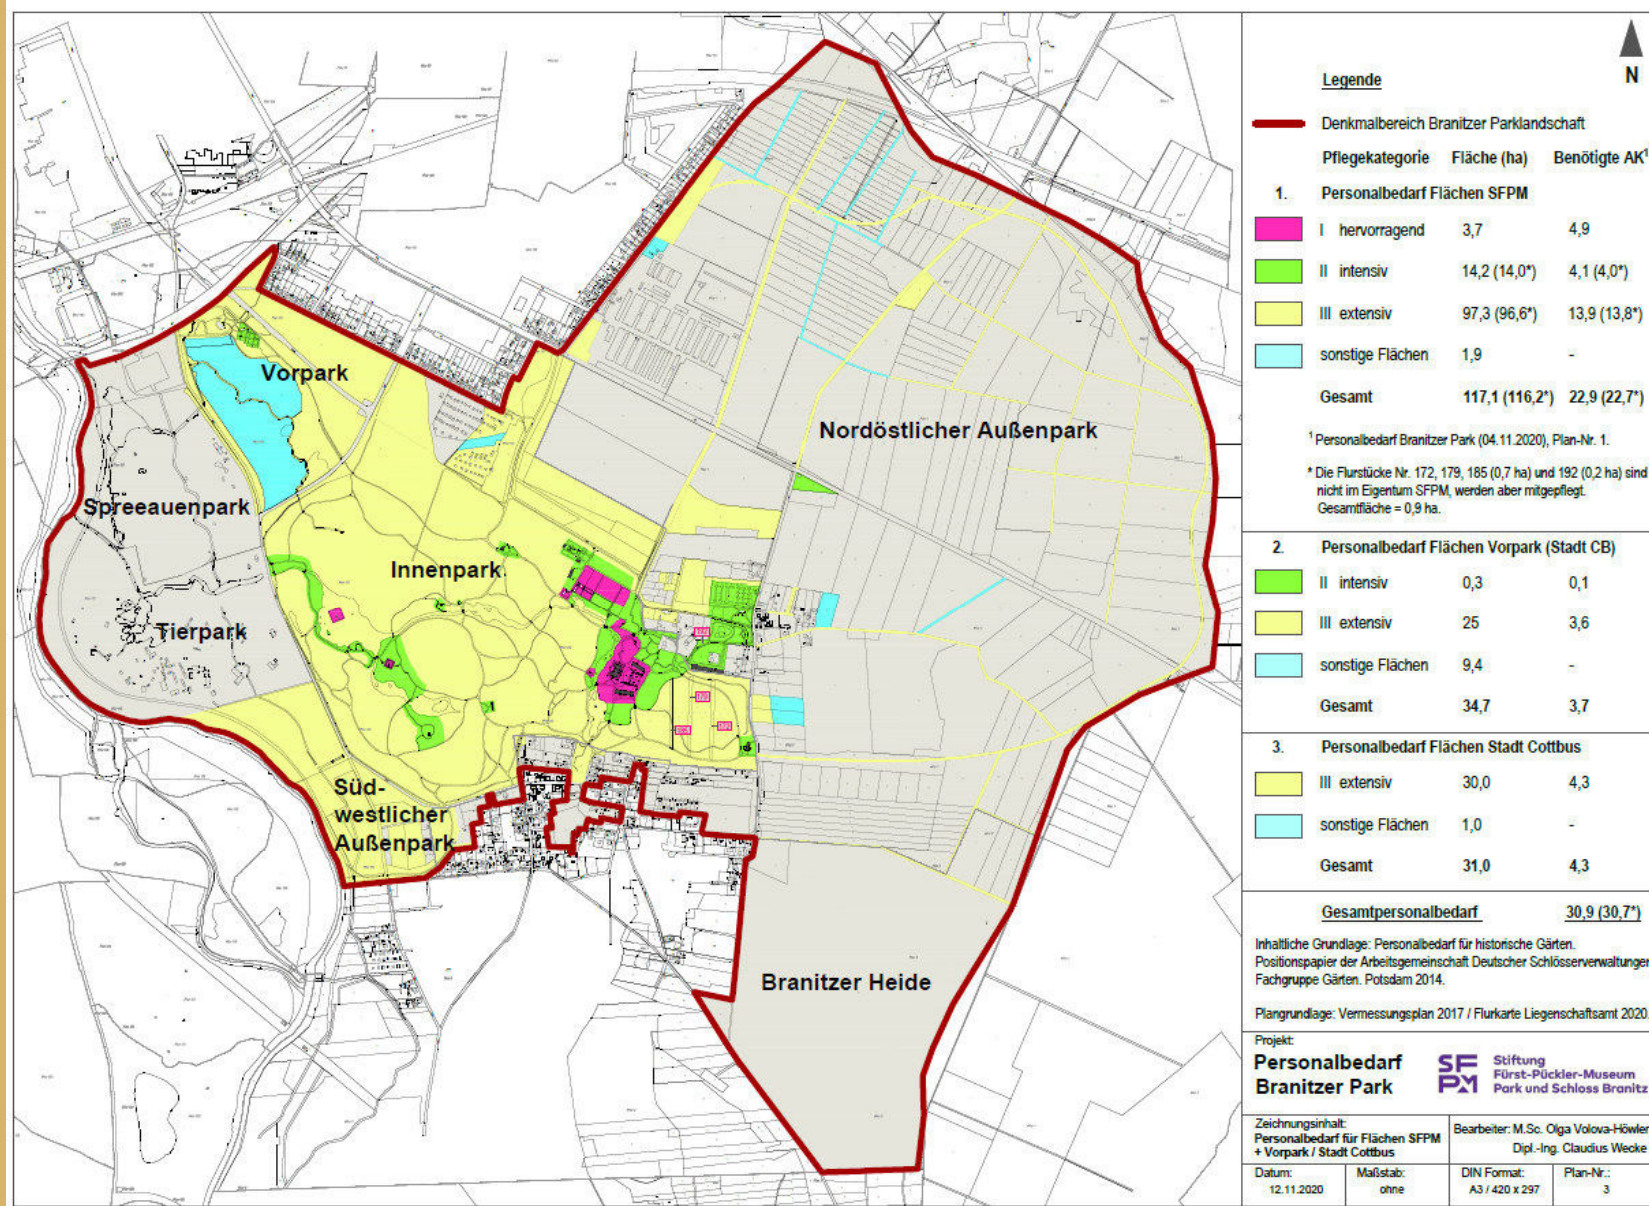 Vorpark
Spreeauenpark
Tierpark
Innenpark
Süd-
westlicher
Außenpark
Nordöstlicher Außenpark
Branitzer Heide
N
Legende
Denkmalbereich Branitzer Parklandschaft
Pflegekategorie Fläche (ha) Benötigte AK¹
1. Personalbedarf Flächen SFPM
I hervorragend 3,7 4,9
II intensiv 14,2 (14,0*) 4,1 (4,0*)
III extensiv 97,3 (96,6*) 13,9 (13,8*)
sonstige Flächen 1,9 -
Gesamt 117,1 (116,2*) 22,9 (22,7*)
¹ Personalbedarf Branitzer Park (04.11.2020), Plan-Nr. 1.
* Die Flurstücke Nr. 172, 179, 185 (0,7 ha) und 192 (0,2 ha) sind
nicht im Eigentum SFPM, werden aber mitgepflegt.
Gesamtfläche = 0,9 ha.
2. Personalbedarf Flächen Vorpark (Stadt CB)
II intensiv 0,3 0,1
III extensiv 25 3,6
sonstige Flächen 9,4 -
Gesamt 34,7 3,7
3. Personalbedarf Flächen Stadt Cottbus
III extensiv 30,0 4,3
sonstige Flächen 1,0 -
Gesamt 31,0 4,3
Gesamtpersonalbedarf 30,9 (30,7*)
Inhaltliche Grundlage: Personalbedarf für historische Gärten.
Positionspapier der Arbeitsgemeinschaft Deutscher Schlösserverwaltungen
Fachgruppe Gärten. Potsdam 2014.
Plangrundlage: Vermessungsplan 2017 / Flurkarte Liegenschaftsamt 2020.
Projekt:
Personalbedarf
Branitzer Park
SFPM
Stiftung
Fürst-Pückler-Museum
Park und Schloss Branitz
Zeichnungsinhalt:
Personalbedarf für Flächen SFPM
+ Vorpark / Stadt Cottbus
Bearbeiter: M.Sc. Olga Volova-Höwler
Dipl.-Ing. Claudius Wecke
Datum:
12.11.2020
Maßstab:
ohne
DIN Format:
A3 / 420 x 297
Plan-Nr.:
3